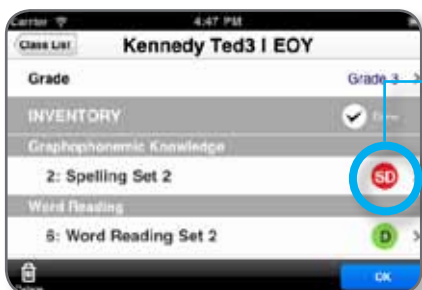 Carrier 4:47 PM
Class List Kennedy Ted3 I EOY
Grade Grade 3
INVENTORY
Graphophonemic Knowledge
2: Spelling Set 2 SD
Word Reading
6: Word Reading Set 2 D
Delete OK